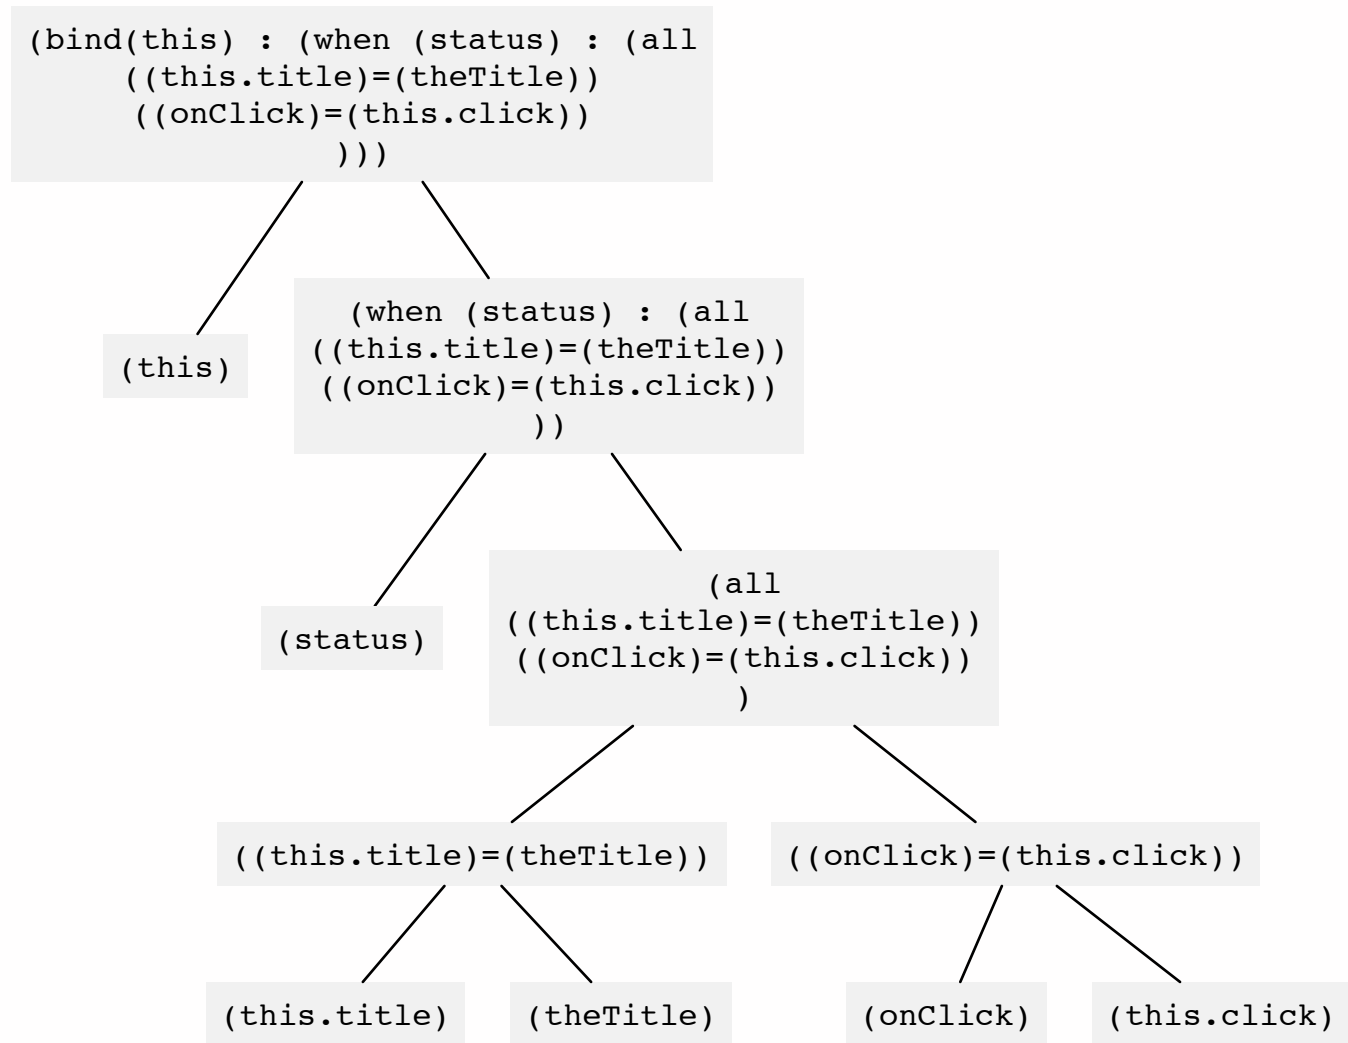 (bind(this) : (when (status) : (all
((this.title)=(theTitle))
((onClick)=(this.click))
)))
(this)
(when (status) : (all
((this.title)=(theTitle))
((onClick)=(this.click))
))
(status)
(all
((this.title)=(theTitle))
((onClick)=(this.click))
)
((this.title)=(theTitle))
((onClick)=(this.click))
(this.title)
(theTitle)
(onClick)
(this.click)